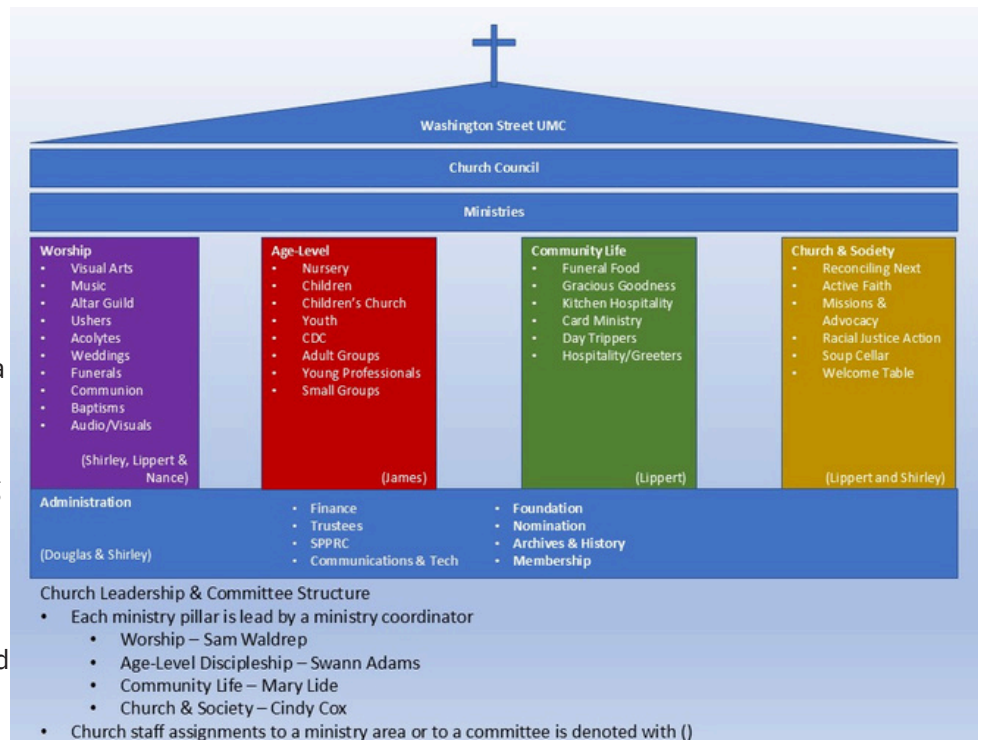 Washington Street UMC
Church Council
Ministries
Worship
• Visual Arts
• Music
• Altar Guild
• Ushers
• Acolytes
• Weddings
• Funerals
• Communion
• Baptisms
• Audio/Visuals
(Shirley, Lippert &
Nance)
Age-Level
• Nursery
• Children
• Children's Church
• Youth
• CDC
• Adult Groups
• Young Professionals
• Small Groups
(James)
Community Life
• Funeral Food
• Gracious Goodness
• Kitchen Hospitality
• Card Ministry
• Day Trippers
• Hospitality/Greeters
(Lippert)
Church & Society
• Reconciling Next
• Active Faith
• Missions &
Advocacy
• Racial Justice Action
• Soup Cellar
• Welcome Table
(Lippert and Shirley)
Administration
(Douglas & Shirley)
• Finance
• Trustees
• SPPRC
• Communications & Tech
• Foundation
• Nomination
• Archives & History
• Membership
Church Leadership & Committee Structure
• Each ministry pillar is lead by a ministry coordinator
• Worship – Sam Waldrep
• Age-Level Discipleship – Swann Adams
• Community Life – Mary Lide
• Church & Society – Cindy Cox
• Church staff assignments to a ministry area or to a committee is denoted with ()